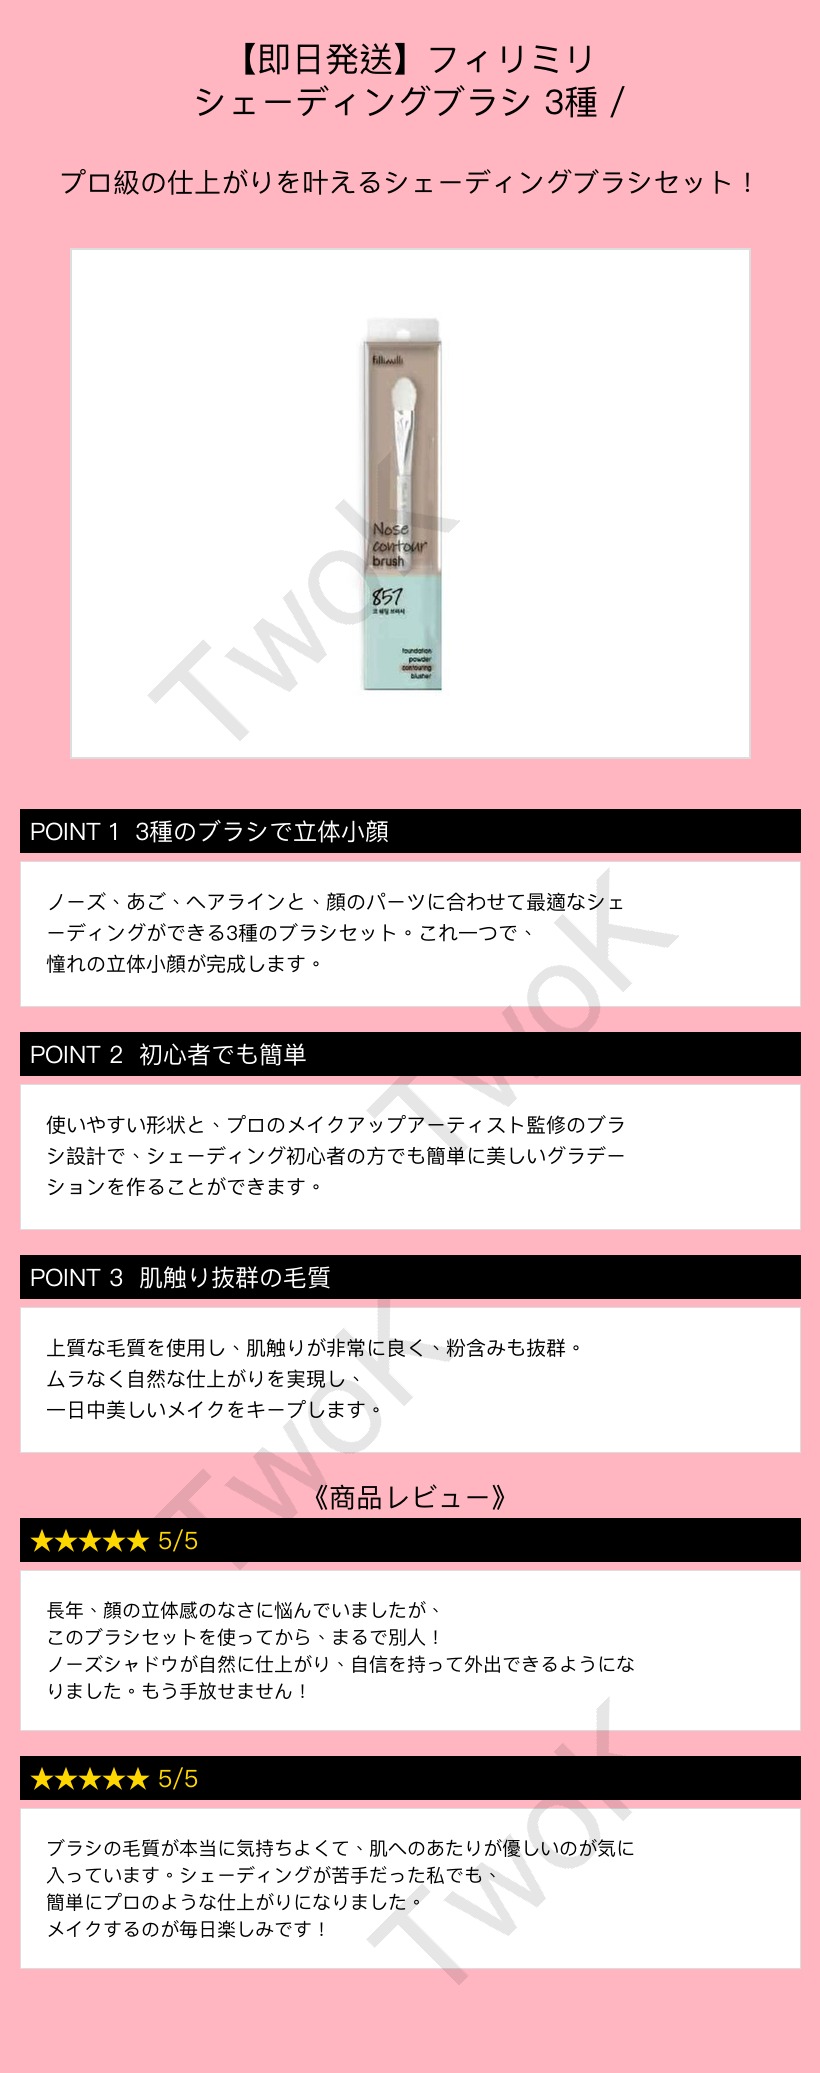 【即日発送】フィリミリ
シェーディングブラシ 3種 /
プロ級の仕上がりを叶えるシェーディングブラシセット！
fillimilli
Nose
contour
brush
857
코 쉐딩 브러쉬
foundation
powder
contouring
blusher
TwoK
POINT 1 3種のブラシで立体小顔
ノーズ、あご、ヘアラインと、顔のパーツに合わせて最適なシェ
ーディングができる3種のブラシセット。これ一つで、
憧れの立体小顔が完成します。
TwoK
POINT 2 初心者でも簡単
使いやすい形状と、プロのメイクアップアーティスト監修のブラ
シ設計で、シェーディング初心者の方でも簡単に美しいグラデー
ションを作ることができます。
POINT 3 肌触り抜群の毛質
上質な毛質を使用し、肌触りが非常に良く、粉含みも抜群。
ムラなく自然な仕上がりを実現し、
一日中美しいメイクをキープします。
TwoK
《商品レビュー》
★★★★★ 5/5
長年、顔の立体感のなさに悩んでいましたが、
このブラシセットを使ってから、まるで別人！
ノーズシャドウが自然に仕上がり、自信を持って外出できるようにな
りました。もう手放せません！
★★★★★ 5/5
ブラシの毛質が本当に気持ちよくて、肌へのあたりが優しいのが気に
入っています。シェーディングが苦手だった私でも、
簡単にプロのような仕上がりになりました。
メイクするのが毎日楽しみです！
TwoK